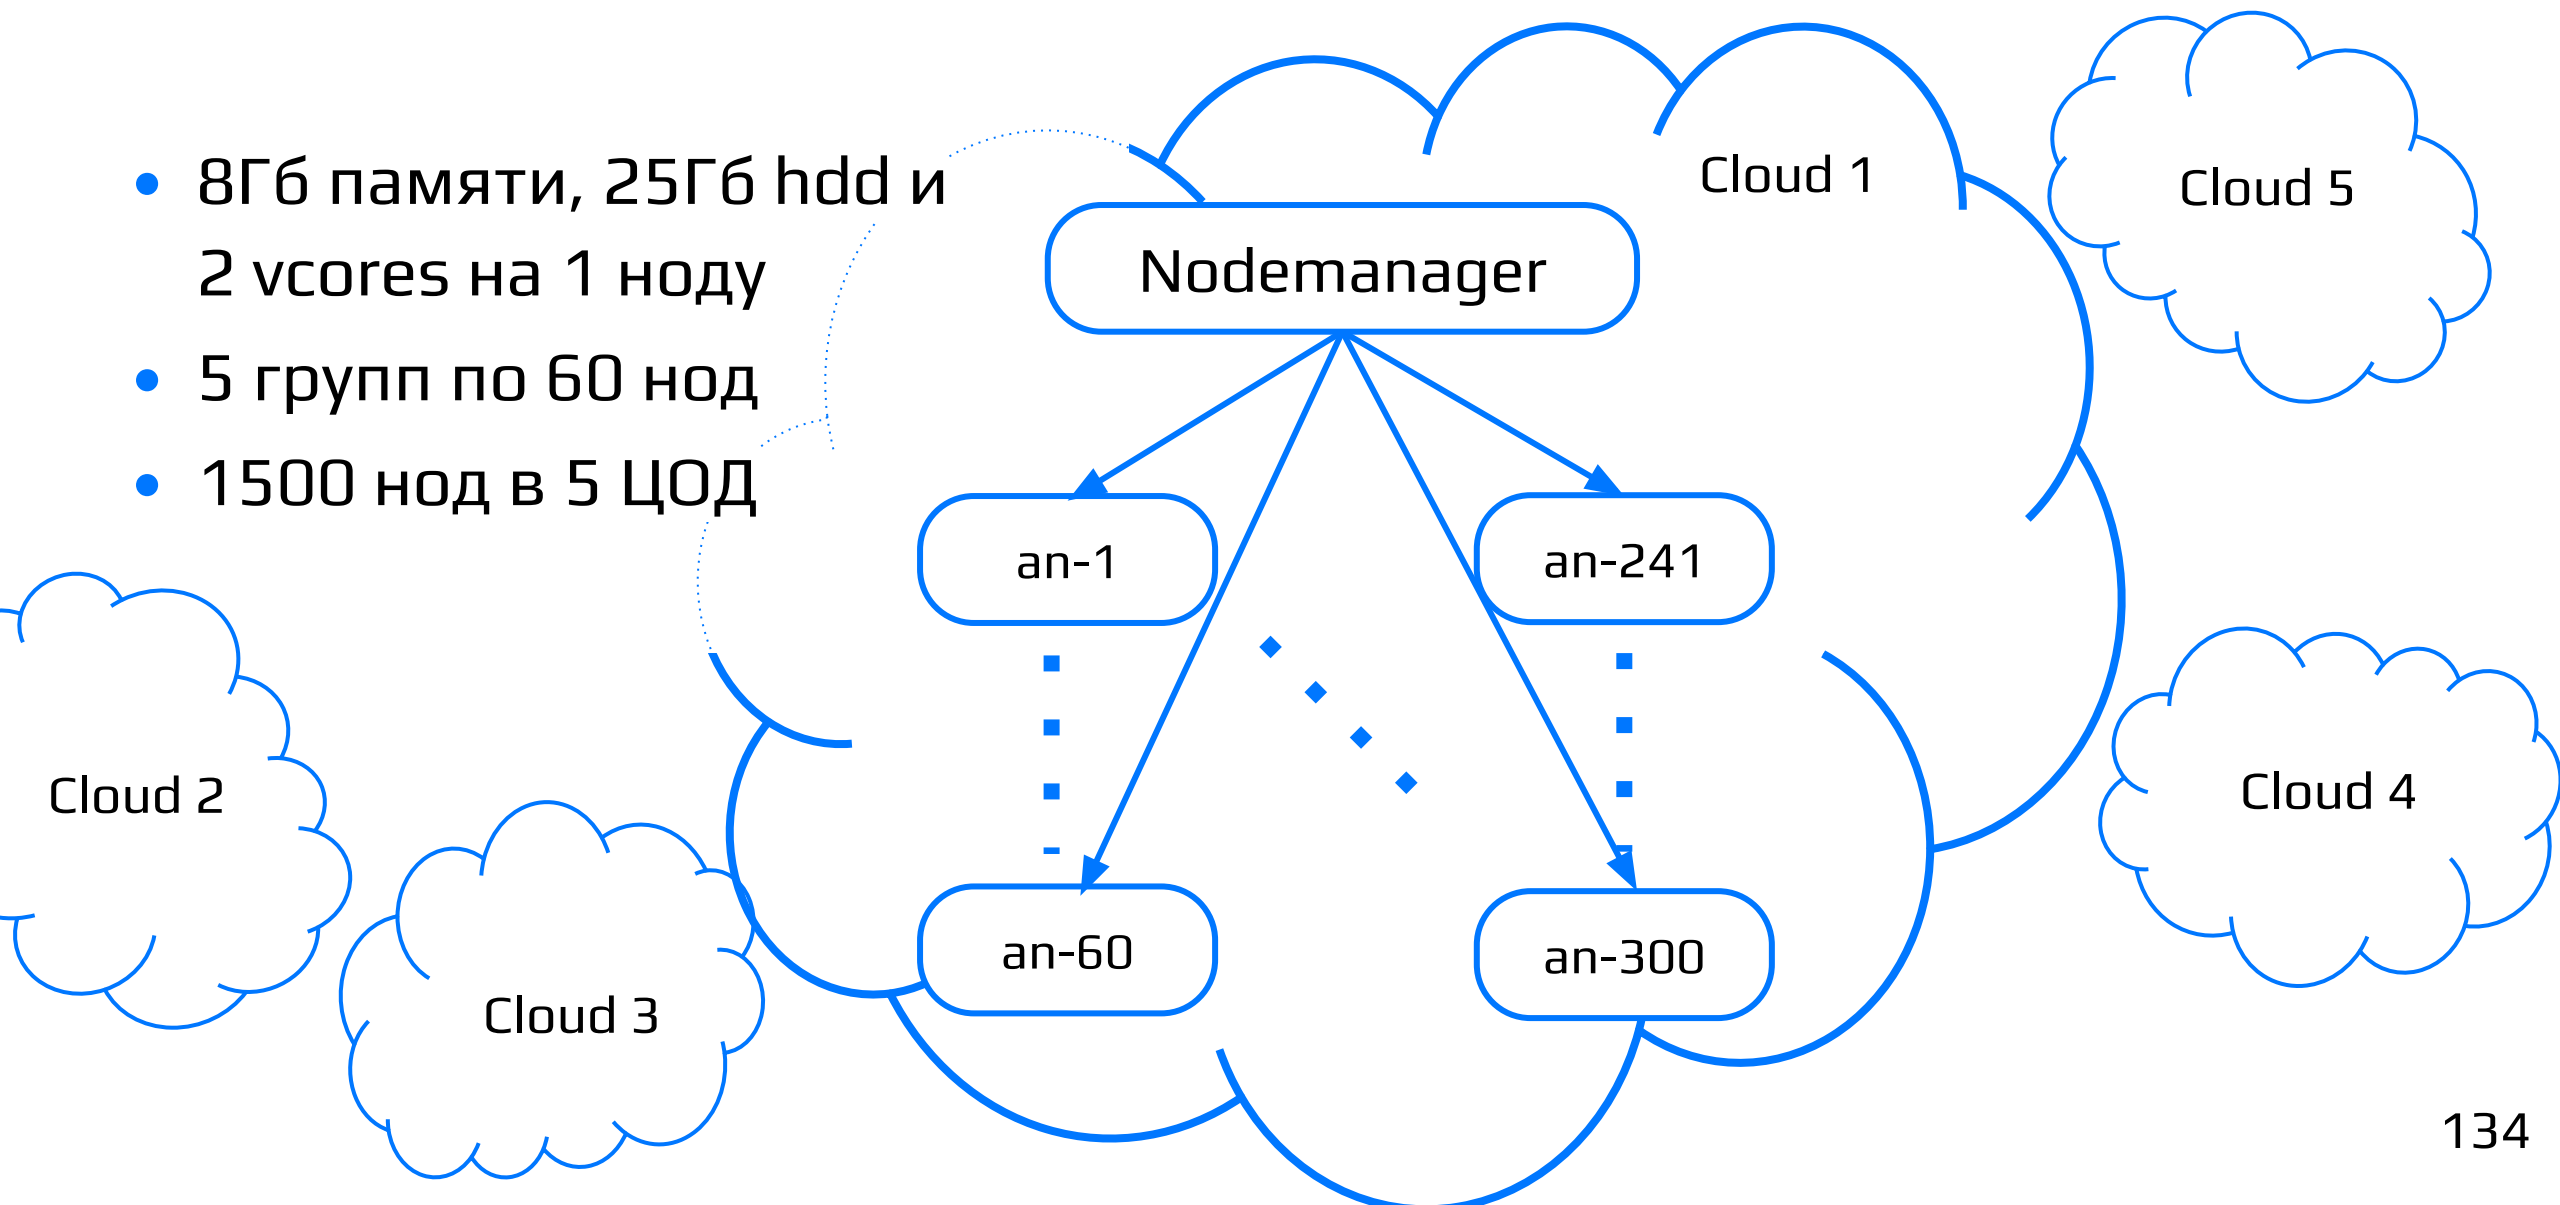 8Гб памяти, 25Гб hdd и
2 vcores на 1 ноду
5 групп по 60 нод
1500 нод в 5 ЦОД
Cloud 1
Cloud 5
Nodemanager
an-1
an-241
Cloud 2
Cloud 4
an-60
an-300
Cloud 3
134